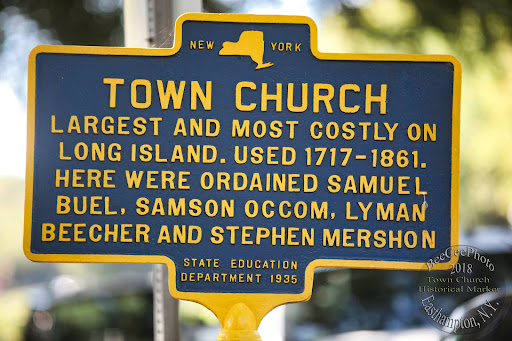 NEW YORK
TOWN CHURCH
LARGEST AND MOST COSTLY ON
LONG ISLAND. USED 1717-1861.
HERE WERE ORDAINED SAMUEL
BUEL, SAMSON OCCOM, LYMAN
BEECHER AND STEPHEN MERSHON
STATE EDUCATION
DEPARTMENT 1935
BeeGeePhoto
2018
Town Church
Historical Marker
Easthampton, N.Y.